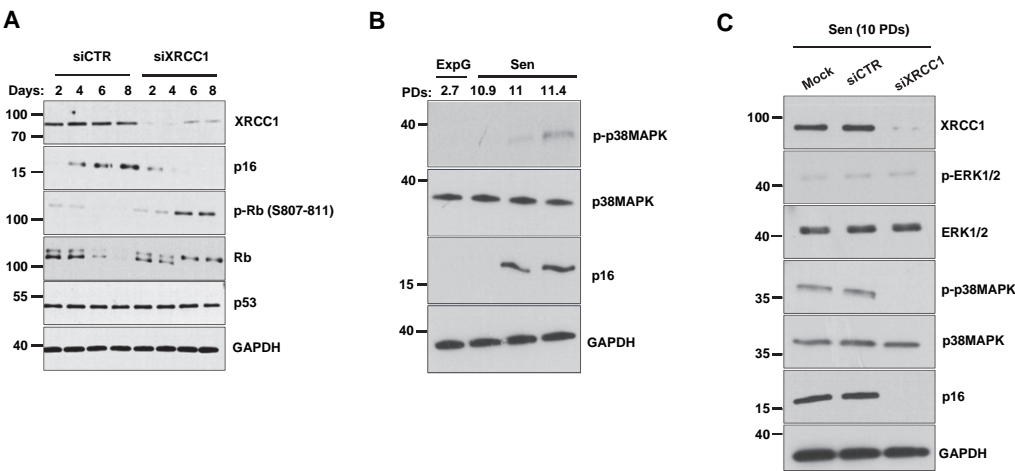 A
siCTR siXRCC1
Days: 2 4 6 8 2 4 6 8
100
70
XRCC1
15
p16
100
p-Rb (S807-811)
100
Rb
55
p53
40
GAPDH
B
ExpG Sen
PDs: 2.7 10.9 11 11.4
40
p-p38MAPK
40
p38MAPK
15
p16
40
GAPDH
C
Sen (10 PDs)
Mock siCTR siXRCC1
100
XRCC1
40
p-ERK1/2
40
ERK1/2
35
p-p38MAPK
35
p38MAPK
15
p16
40
GAPDH